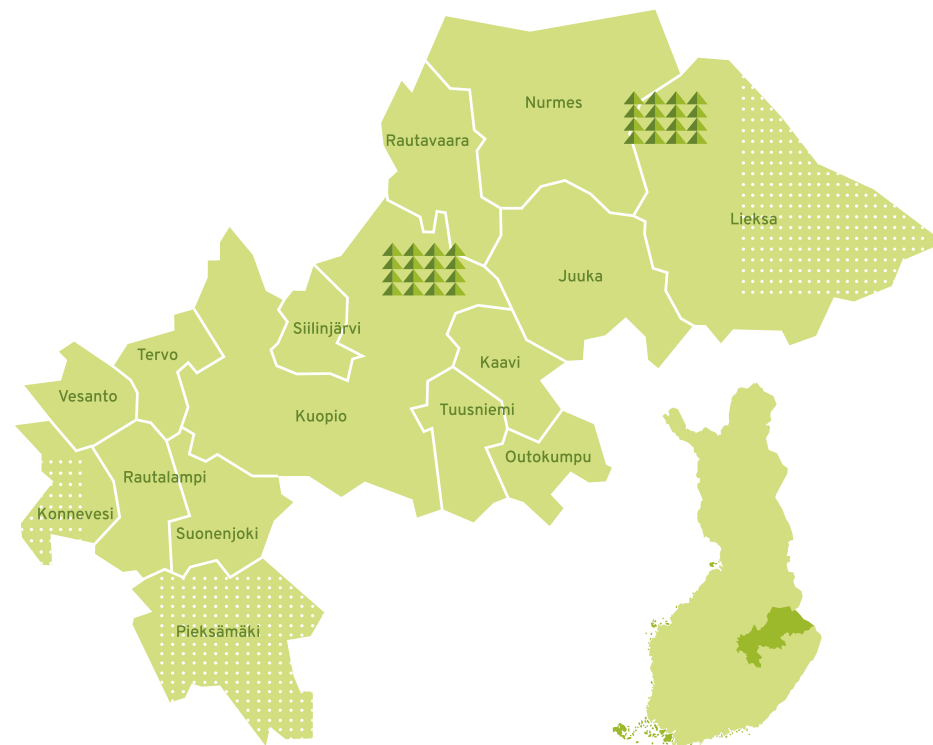 Nurmes
Rautavaara
Lieksa
Juuka
Siilinjärvi
Tervo
Kaavi
Vesanto
Tuusniemi
Kuopio
Outokumpu
Rautalampi
Konnevesi
Suonenjoki
Pieksämäki